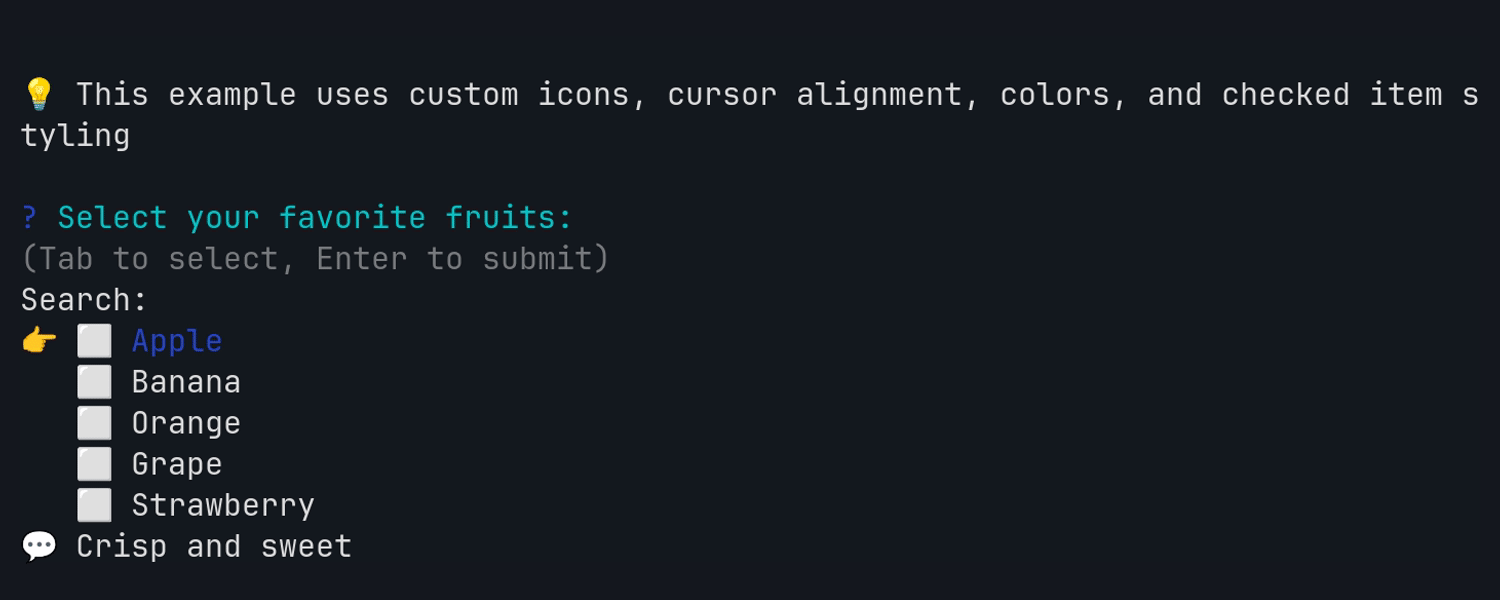 💡 This example uses custom icons, cursor alignment, colors, and checked item s
tyling
? Select your favorite fruits:
(Tab to select, Enter to submit)
Search:
👉 ⬜ Apple
⬜ Banana
⬜ Orange
⬜ Grape
⬜ Strawberry
💬 Crisp and sweet